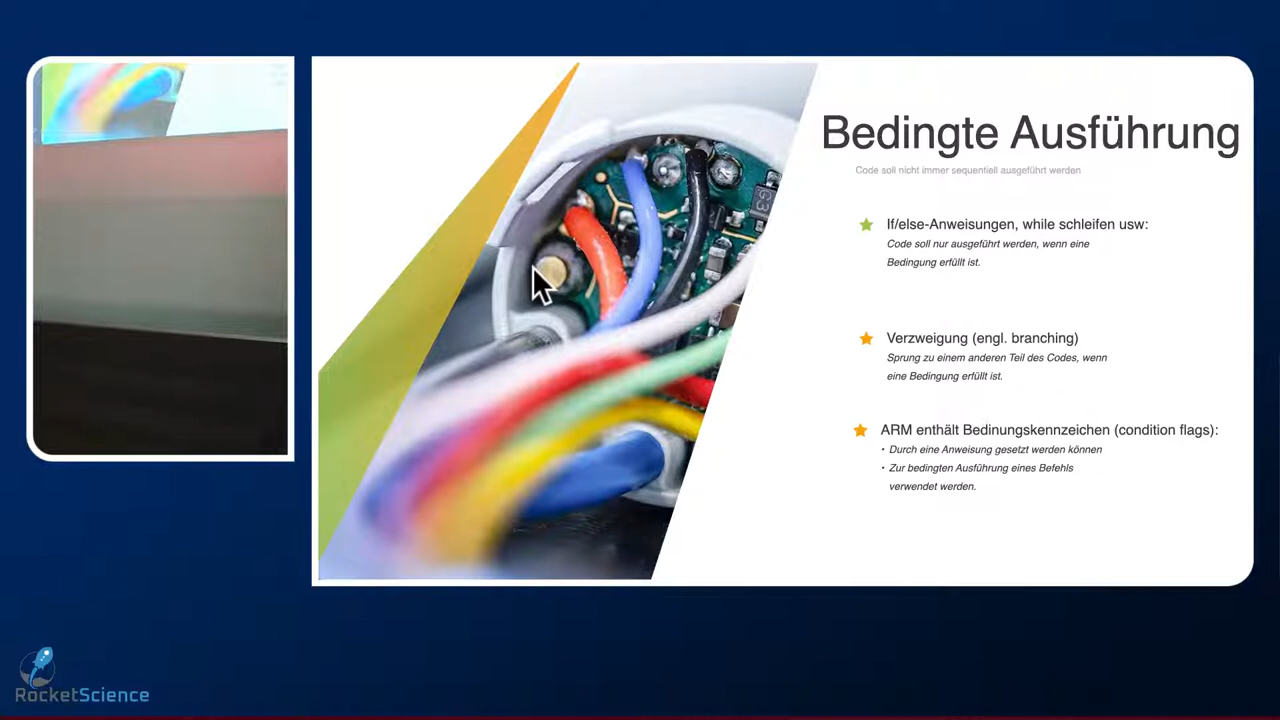 Bedingte Ausführung
Code soll nicht immer sequentiell ausgeführt werden
If/else-Anweisungen, while schleifen usw:
Code soll nur ausgeführt werden, wenn eine
Bedingung erfüllt ist.
Verzweigung (engl. branching)
Sprung zu einem anderen Teil des Codes, wenn
eine Bedingung erfüllt ist.
ARM enthält Bedinungskennzeichen (condition flags):
• Durch eine Anweisung gesetzt werden können
• Zur bedingten Ausführung eines Befehls
verwendet werden.
RocketScience